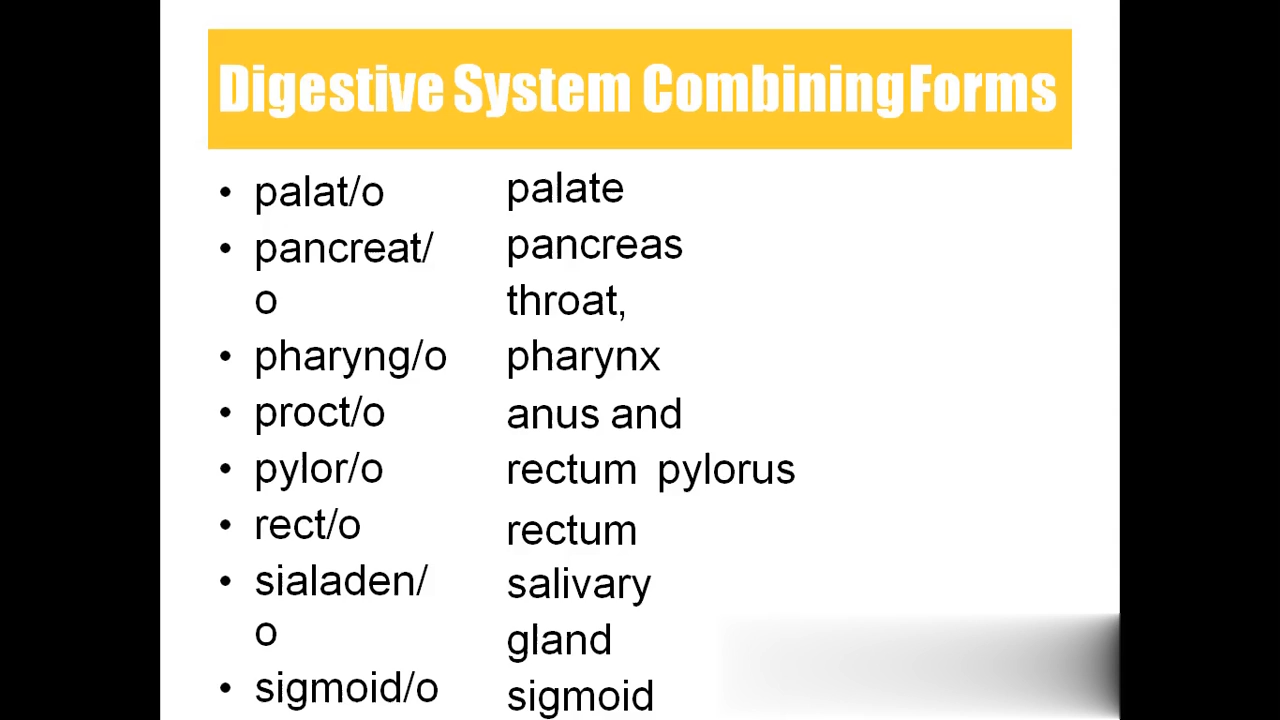 Digestive System Combining Forms
• palat/o
• pancreat/
o
• pharyng/o
• proct/o
• pylor/o
• rect/o
• sialaden/
o
• sigmoid/o
palate
pancreas
throat,
pharynx
anus and
rectum pylorus
rectum
salivary
gland
sigmoid